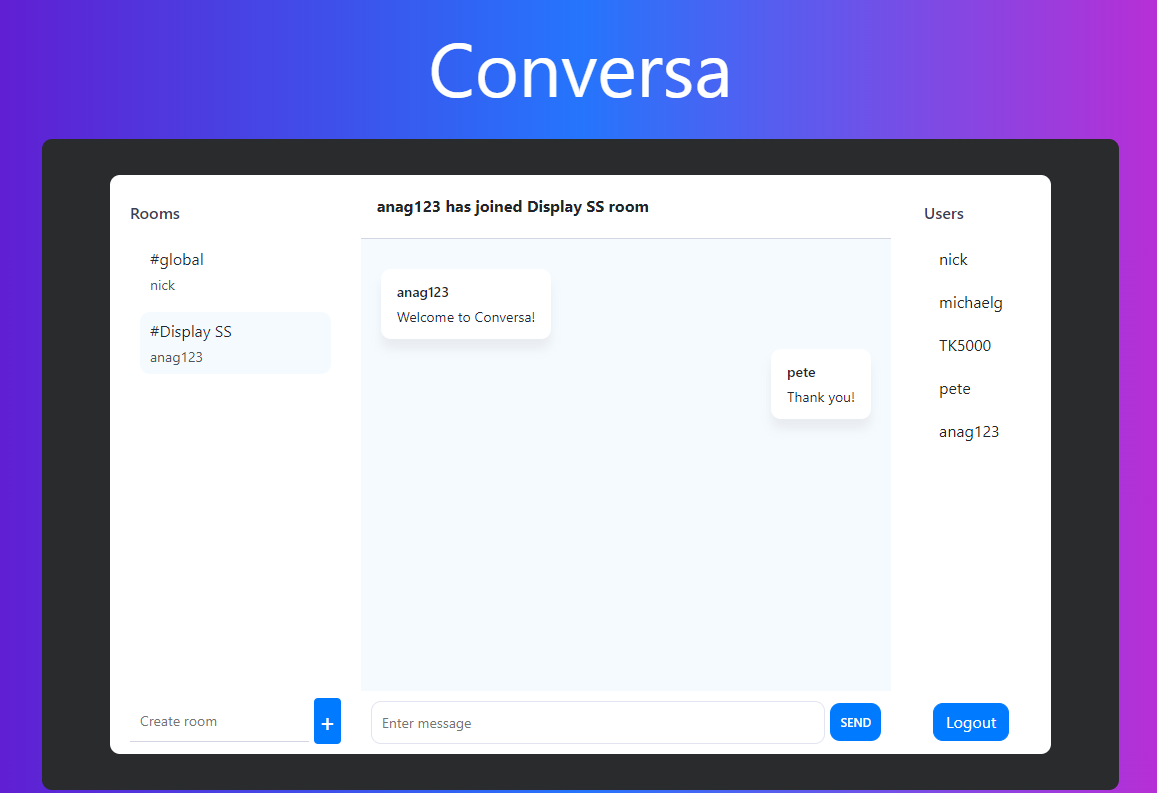 Conversa
Rooms
#global
nick
#Display SS
anag123
Create room
+
anag123 has joined Display SS room
anag123
Welcome to Conversa!
pete
Thank you!
Enter message
SEND
Users
nick
michaelg
TK5000
pete
anag123
Logout